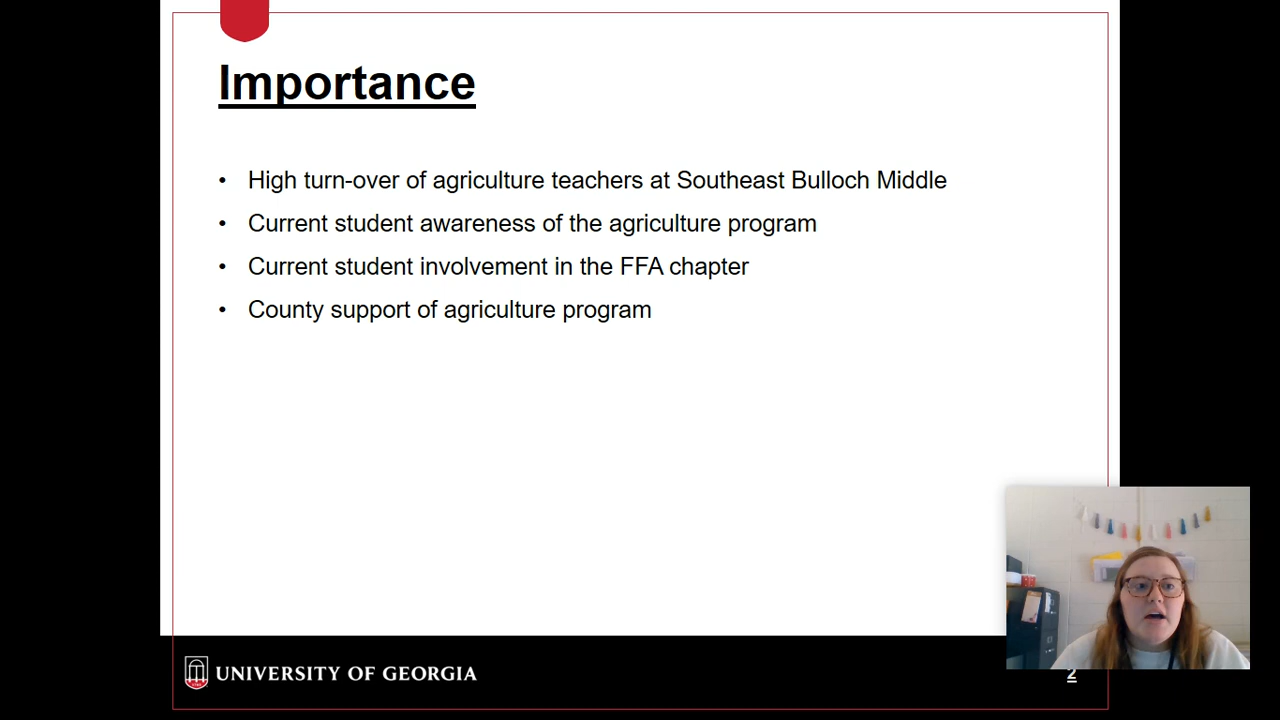 Importance
• High turn-over of agriculture teachers at Southeast Bulloch Middle
• Current student awareness of the agriculture program
• Current student involvement in the FFA chapter
• County support of agriculture program
UNIVERSITY OF GEORGIA
2